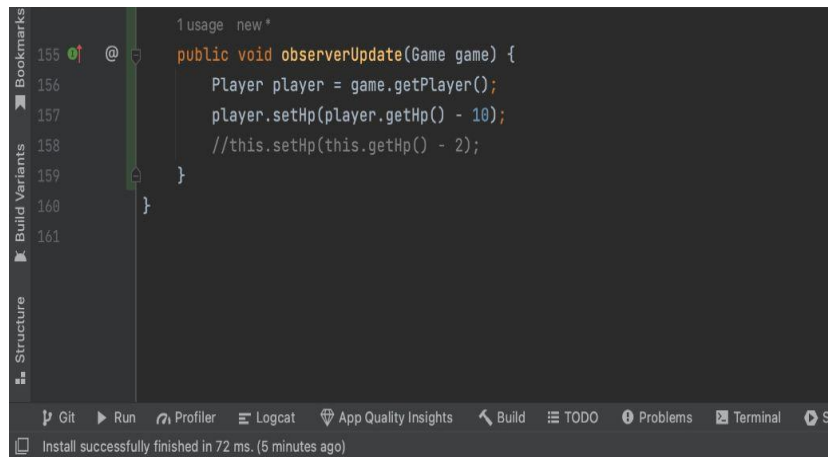 Bookmarks
Build Variants
Structure
1 usage new *
155 @ public void observerUpdate(Game game) {
156 Player player = game.getPlayer();
157 player.setHp(player.getHp() - 10);
158 //this.setHp(this.getHp() - 2);
159 }
160 }
161
Git Run Profiler Logcat App Quality Insights Build TODO Problems Terminal S
Install successfully finished in 72 ms. (5 minutes ago)